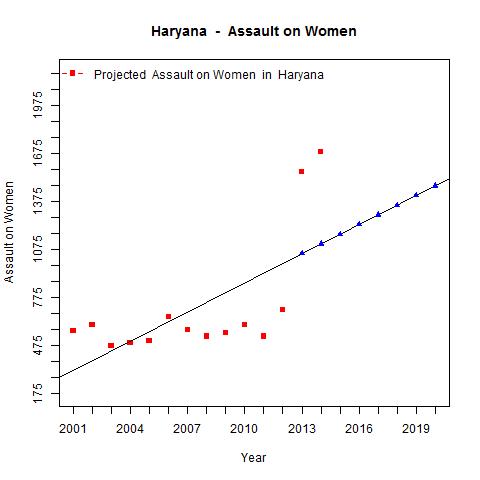 Haryana - Assault on Women
Projected Assault on Women in Haryana
Assault on Women
1975
1675
1375
1075
775
475
175
2001 2004 2007 2010 2013 2016 2019
Year